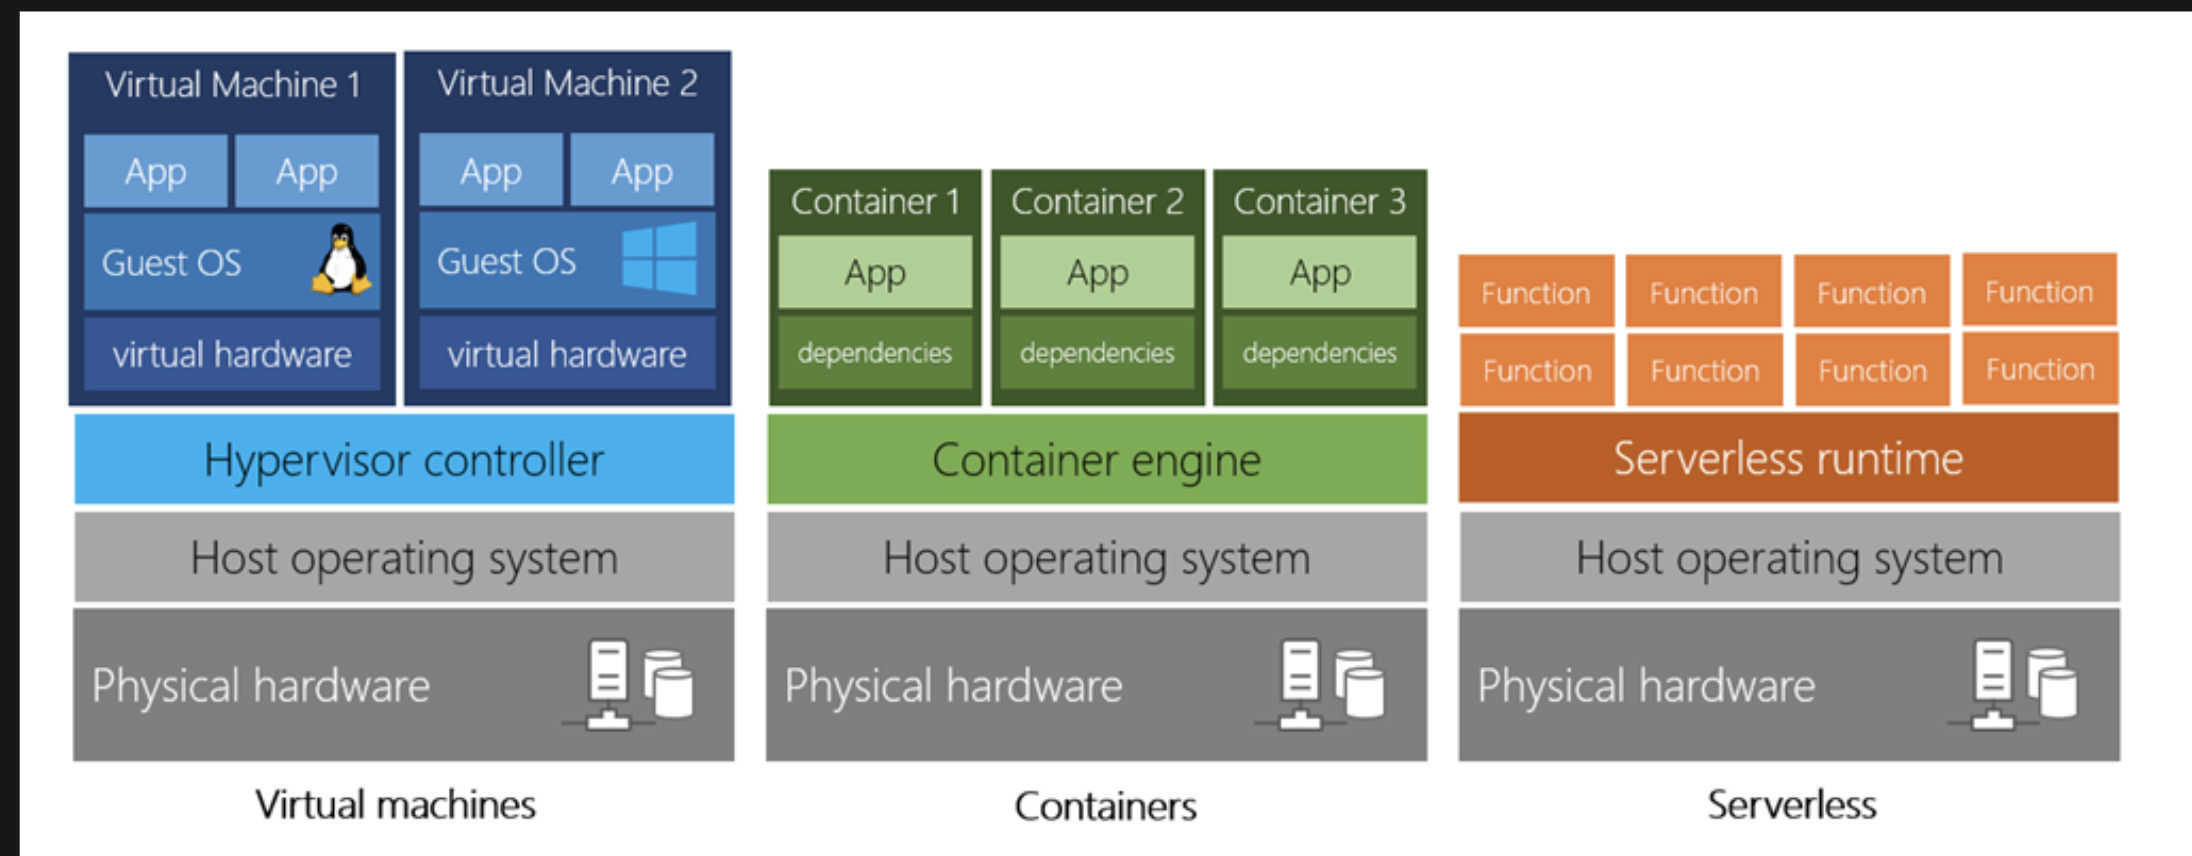 Virtual Machine 1
App App
Guest OS
virtual hardware
Virtual Machine 2
App App
Guest OS
virtual hardware
Hypervisor controller
Host operating system
Physical hardware
Virtual machines
Container 1
App
dependencies
Container 2
App
dependencies
Container 3
App
dependencies
Container engine
Host operating system
Physical hardware
Containers
Function Function Function Function
Function Function Function Function
Serverless runtime
Host operating system
Physical hardware
Serverless